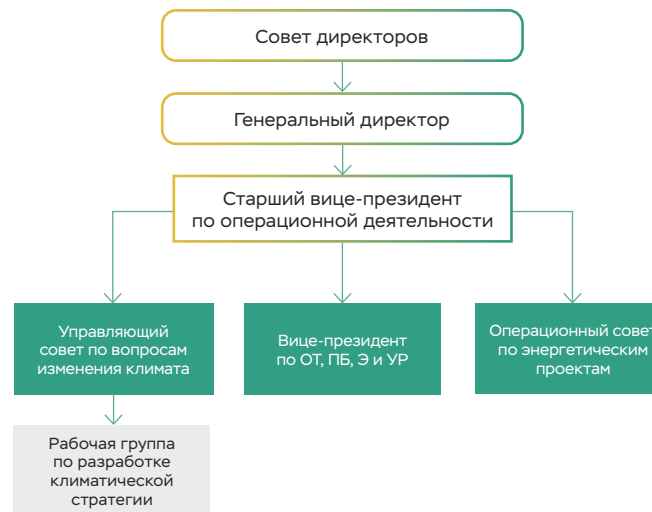 Совет директоров
Генеральный директор
Старший вице-президент
по операционной деятельности
Управляющий
совет по вопросам
изменения климата
Вице-президент
по ОТ, ПБ, Э и УР
Операционный совет
по энергетическим
проектам
Рабочая группа
по разработке
климатической
стратегии